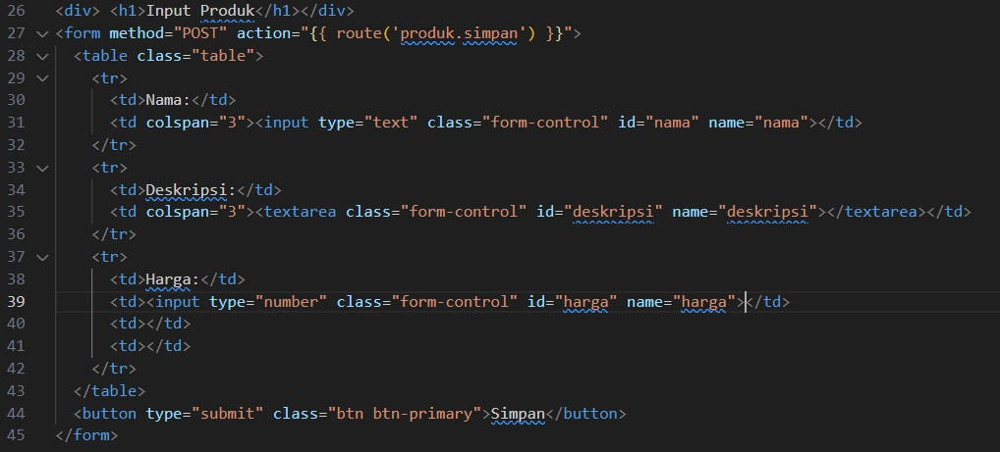 26 <div> <h1>Input Produk</h1></div>
27 <form method="POST" action="{{ route('produk.simpan') }}">
28 <table class="table">
29 <tr>
30 <td>Nama:</td>
31 <td colspan="3"><input type="text" class="form-control" id="nama" name="nama"></td>
32 </tr>
33 <tr>
34 <td>Deskripsi:</td>
35 <td colspan="3"><textarea class="form-control" id="deskripsi" name="deskripsi"></textarea></td>
36 </tr>
37 <tr>
38 <td>Harga:</td>
39 <td><input type="number" class="form-control" id="harga" name="harga"></td>
40 <td></td>
41 <td></td>
42 </tr>
43 </table>
44 <button type="submit" class="btn btn-primary">Simpan</button>
45 </form>